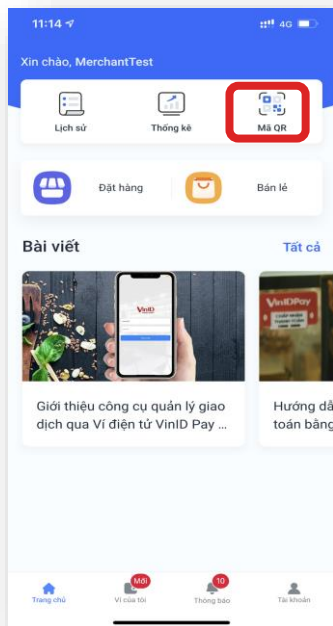 11:14
4G
Xin chào, MerchantTest
Lịch sử
Thống kê
Mã QR
Đặt hàng
Bán lẻ
Bài viết
Tất cả
VinID
VinIDPay
Giới thiệu công cụ quản lý giao
dịch qua Ví điện tử VinID Pay ...
Hướng dẫ
toán bằng
Mới
10
Trang chủ
Ví của tôi
Thông báo
Tài khoản